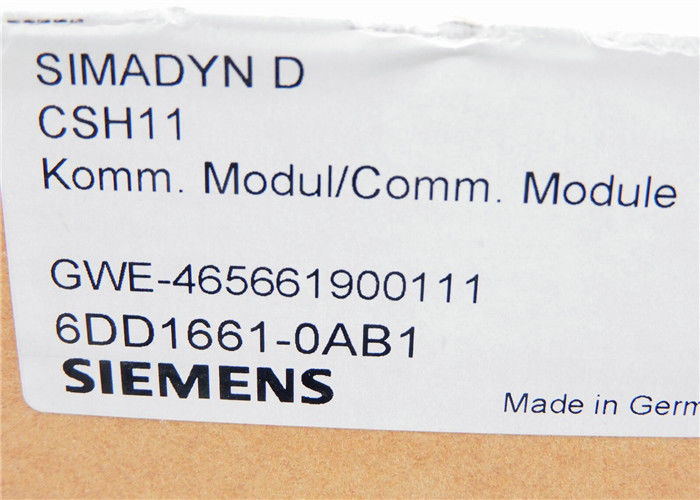 SIMADYN D
CSH11
Komm. Modul/Comm. Module
GWE-465661900111
6DD1661-0AB1
SIEMENS
Made in Germ